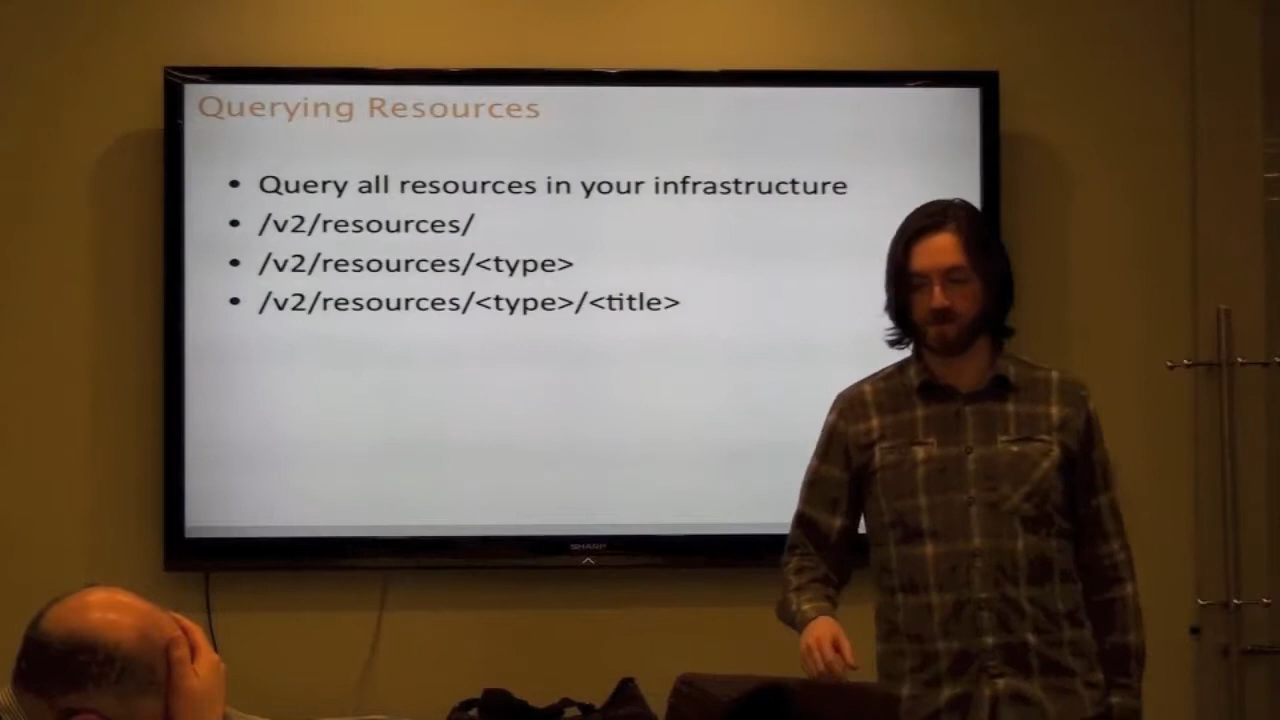 Querying Resources
• Query all resources in your infrastructure
• /v2/resources/
• /v2/resources/<type>
• /v2/resources/<type>/<title>
SHARP